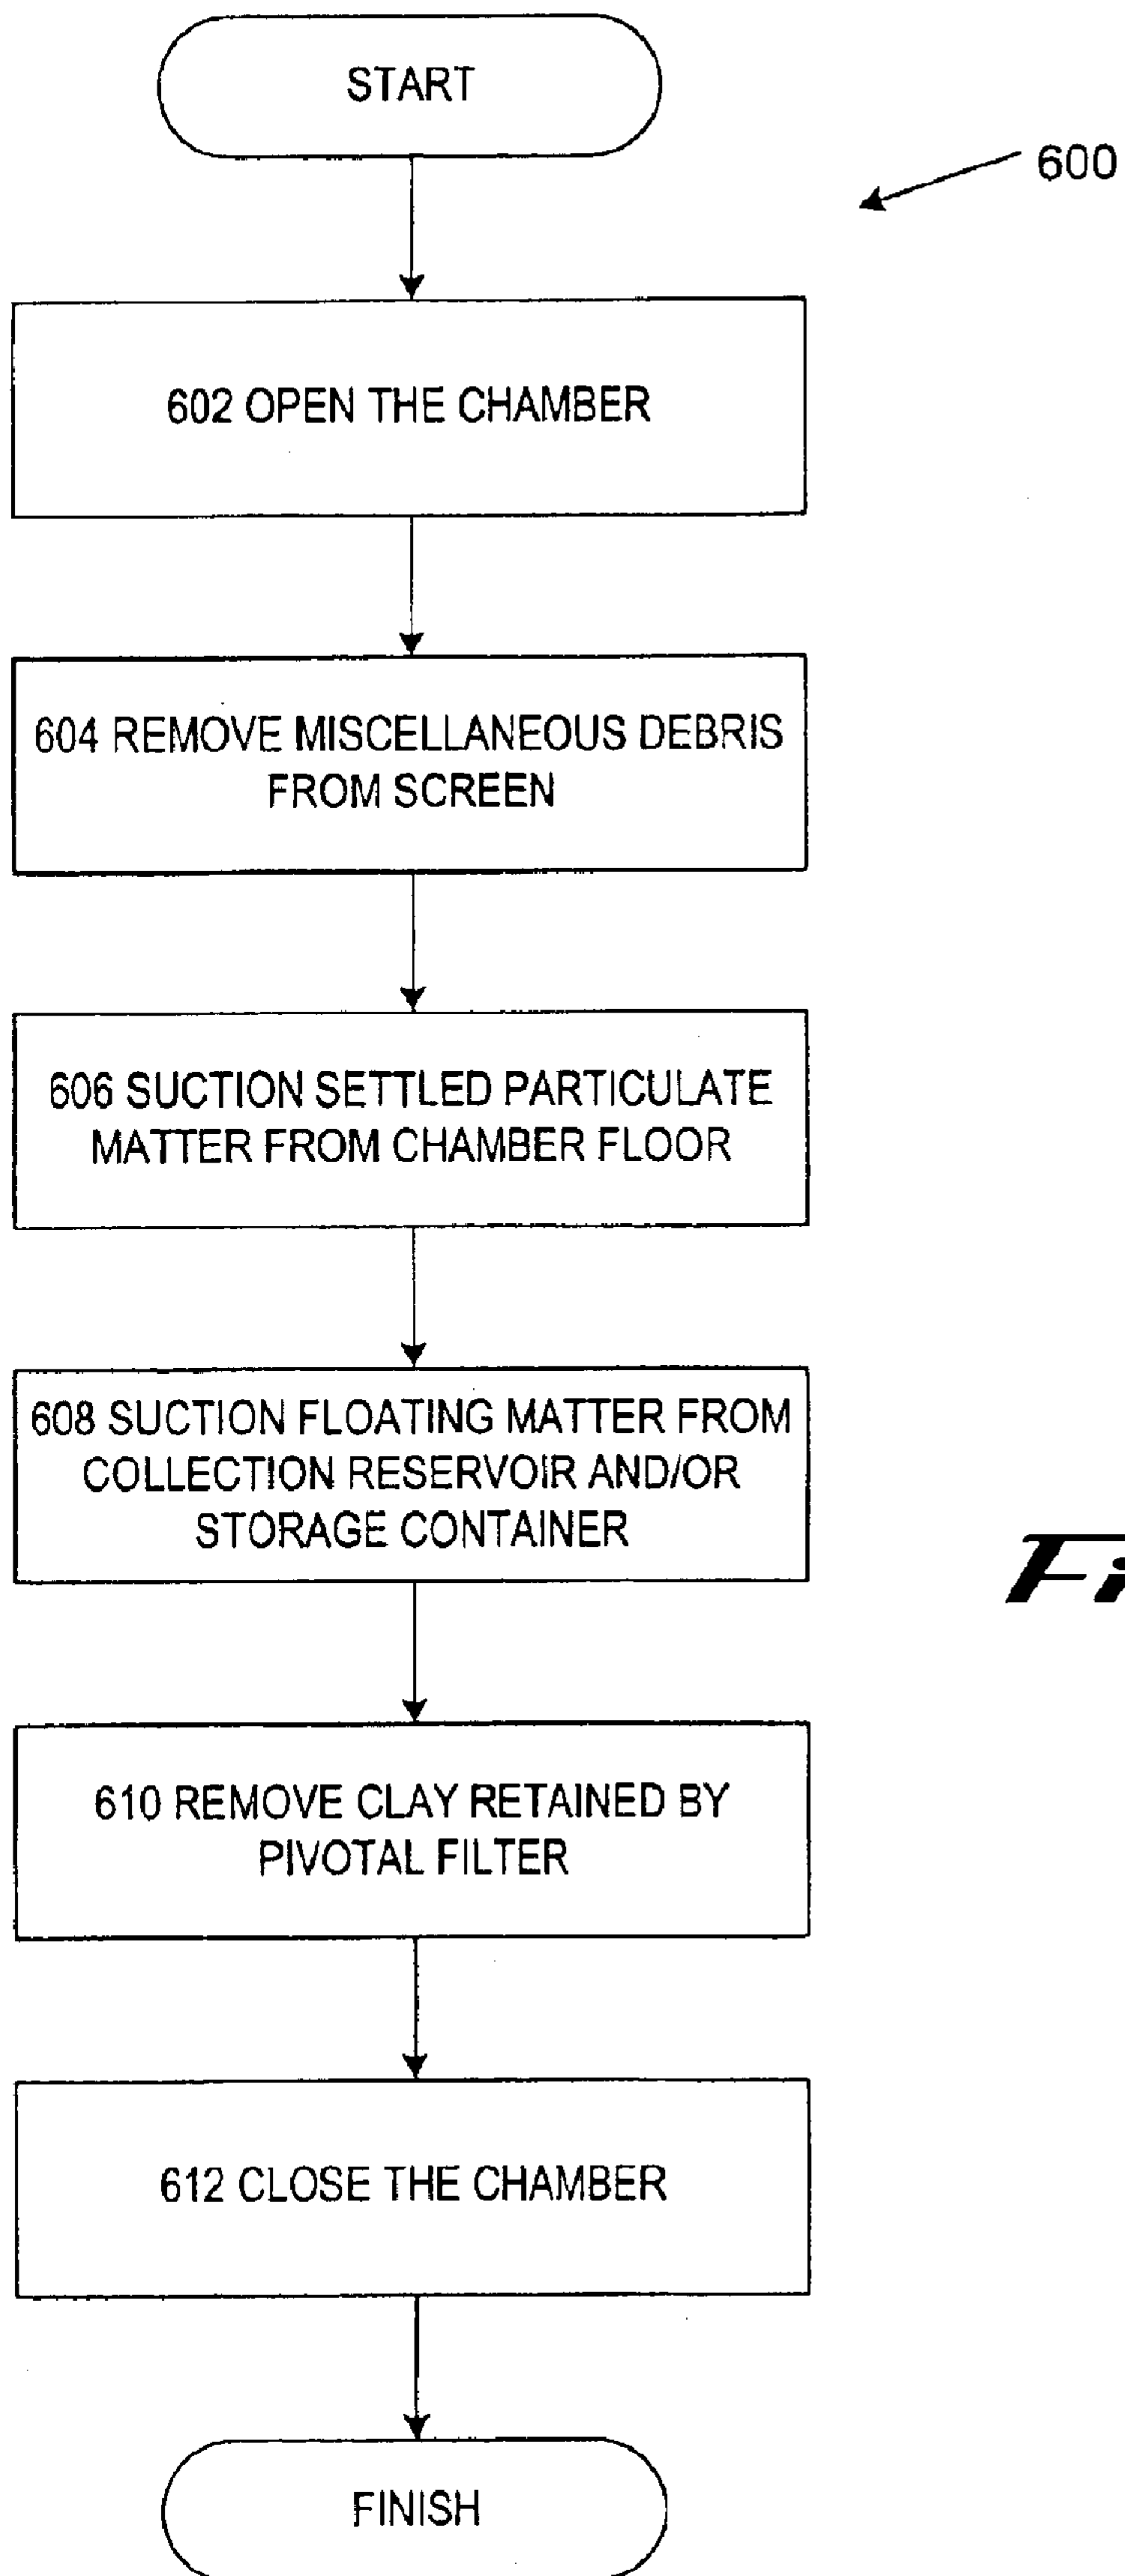 START
600
602 OPEN THE CHAMBER
604 REMOVE MISCELLANEOUS DEBRIS
FROM SCREEN
606 SUCTION SETTLED PARTICULATE
MATTER FROM CHAMBER FLOOR
608 SUCTION FLOATING MATTER FROM
COLLECTION RESERVOIR AND/OR
STORAGE CONTAINER
610 REMOVE CLAY RETAINED BY
PIVOTAL FILTER
612 CLOSE THE CHAMBER
FINISH